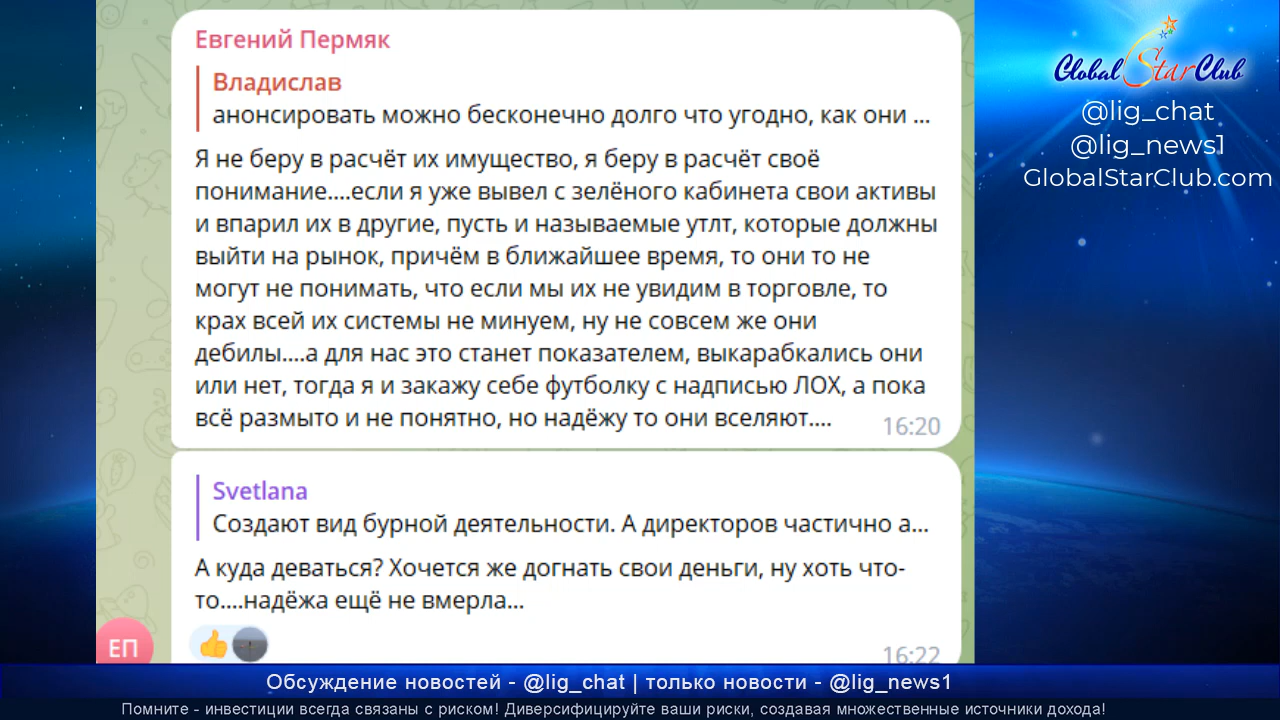 Евгений Пермяк
Владислав
анонсировать можно бесконечно долго что угодно, как они ...
Я не беру в расчёт их имущество, я беру в расчёт своё
понимание....если я уже вывел с зелёного кабинета свои активы
и впарил их в другие, пусть и называемые утлт, которые должны
выйти на рынок, причём в ближайшее время, то они то не
могут не понимать, что если мы их не увидим в торговле, то
крах всей их системы не минуем, ну не совсем же они
дебилы....а для нас это станет показателем, выкарабкались они
или нет, тогда я и закажу себе футболку с надписью ЛОХ, а пока
всё размыто и не понятно, но надёжу то они вселяют....
16:20
Svetlana
Создают вид бурной деятельности. А директоров частично а...
А куда деваться? Хочется же догнать свои деньги, ну хоть что-
то....надёжа ещё не вмерла...
ЕП
16:22
Global Star Club
@lig_chat
@lig_news1
GlobalStarClub.com
Обсуждение новостей - @lig_chat | только новости - @lig_news1
Помните - инвестиции всегда связаны с риском! Диверсифицируйте ваши риски, создавая множественные источники дохода!